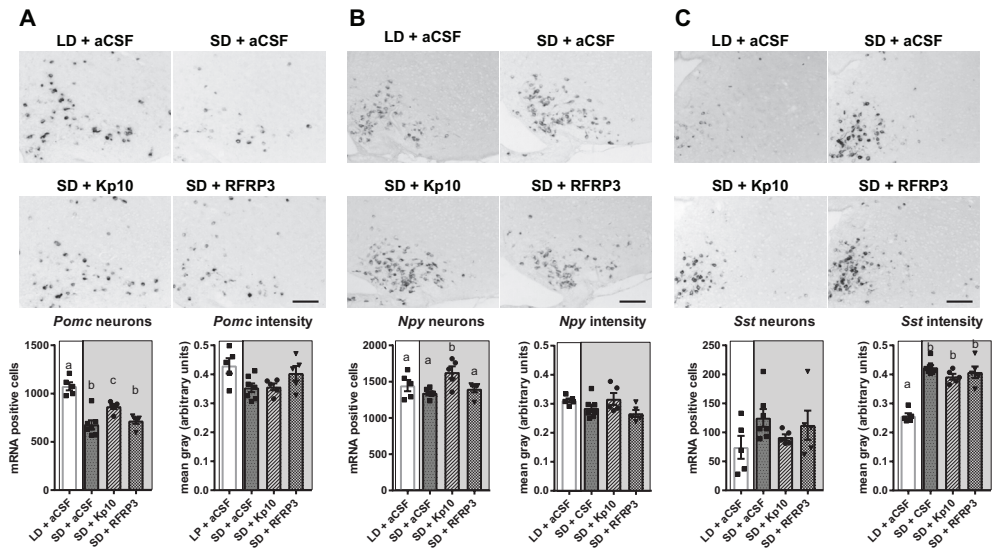 A B C
LD + aCSF SD + aCSF LD + aCSF SD + aCSF LD + aCSF SD + aCSF
SD + Kp10 SD + RFRP3 SD + Kp10 SD + RFRP3 SD + Kp10 SD + RFRP3
Pomc neurons Pomc intensity Npy neurons Npy intensity Sst neurons Sst intensity
mRNA positive cells
1500
1000
500
0
a b c b
LD + aCSF
SD + aCSF
SD + Kp10
SD + RFRP3
mean gray (arbitrary units)
0.5
0.4
0.3
0.2
0.1
0.0
LP + aCSF
SD + aCSF
SD + Kp10
SD + RFRP3
mRNA positive cells
2000
1500
1000
500
0
a a b a
LD + aCSF
SD + aCSF
SD + Kp10
SD + RFRP3
mean gray (arbitrary units)
0.5
0.4
0.3
0.2
0.1
0.0
LD + aCSF
SD + CSF
SD + Kp10
SD + RFRP3
mRNA positive cells
250
200
150
100
50
0
LD + aCSF
SD + aCSF
SD + Kp10
SD + RFRP3
mean gray (arbitrary units)
0.5
0.4
0.3
0.2
0.1
0.0
a b b b
LD + aCSF
SD + CSF
SD + Kp10
SD + RFRP3